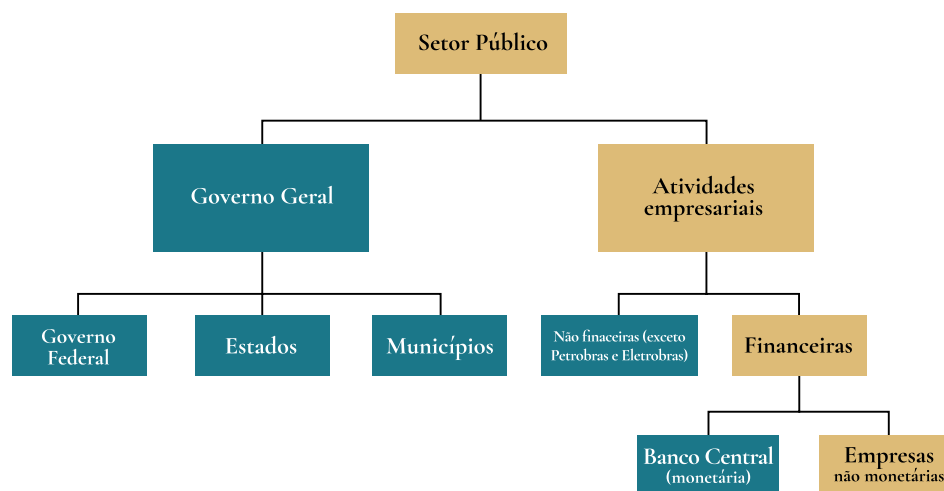 Setor Público
Governo Geral
Atividades
empresariais
Governo
Federal
Estados
Municípios
Não finaceiras (exceto
Petrobras e Eletrobras)
Financeiras
Banco Central
(monetária)
Empresas
não monetárias